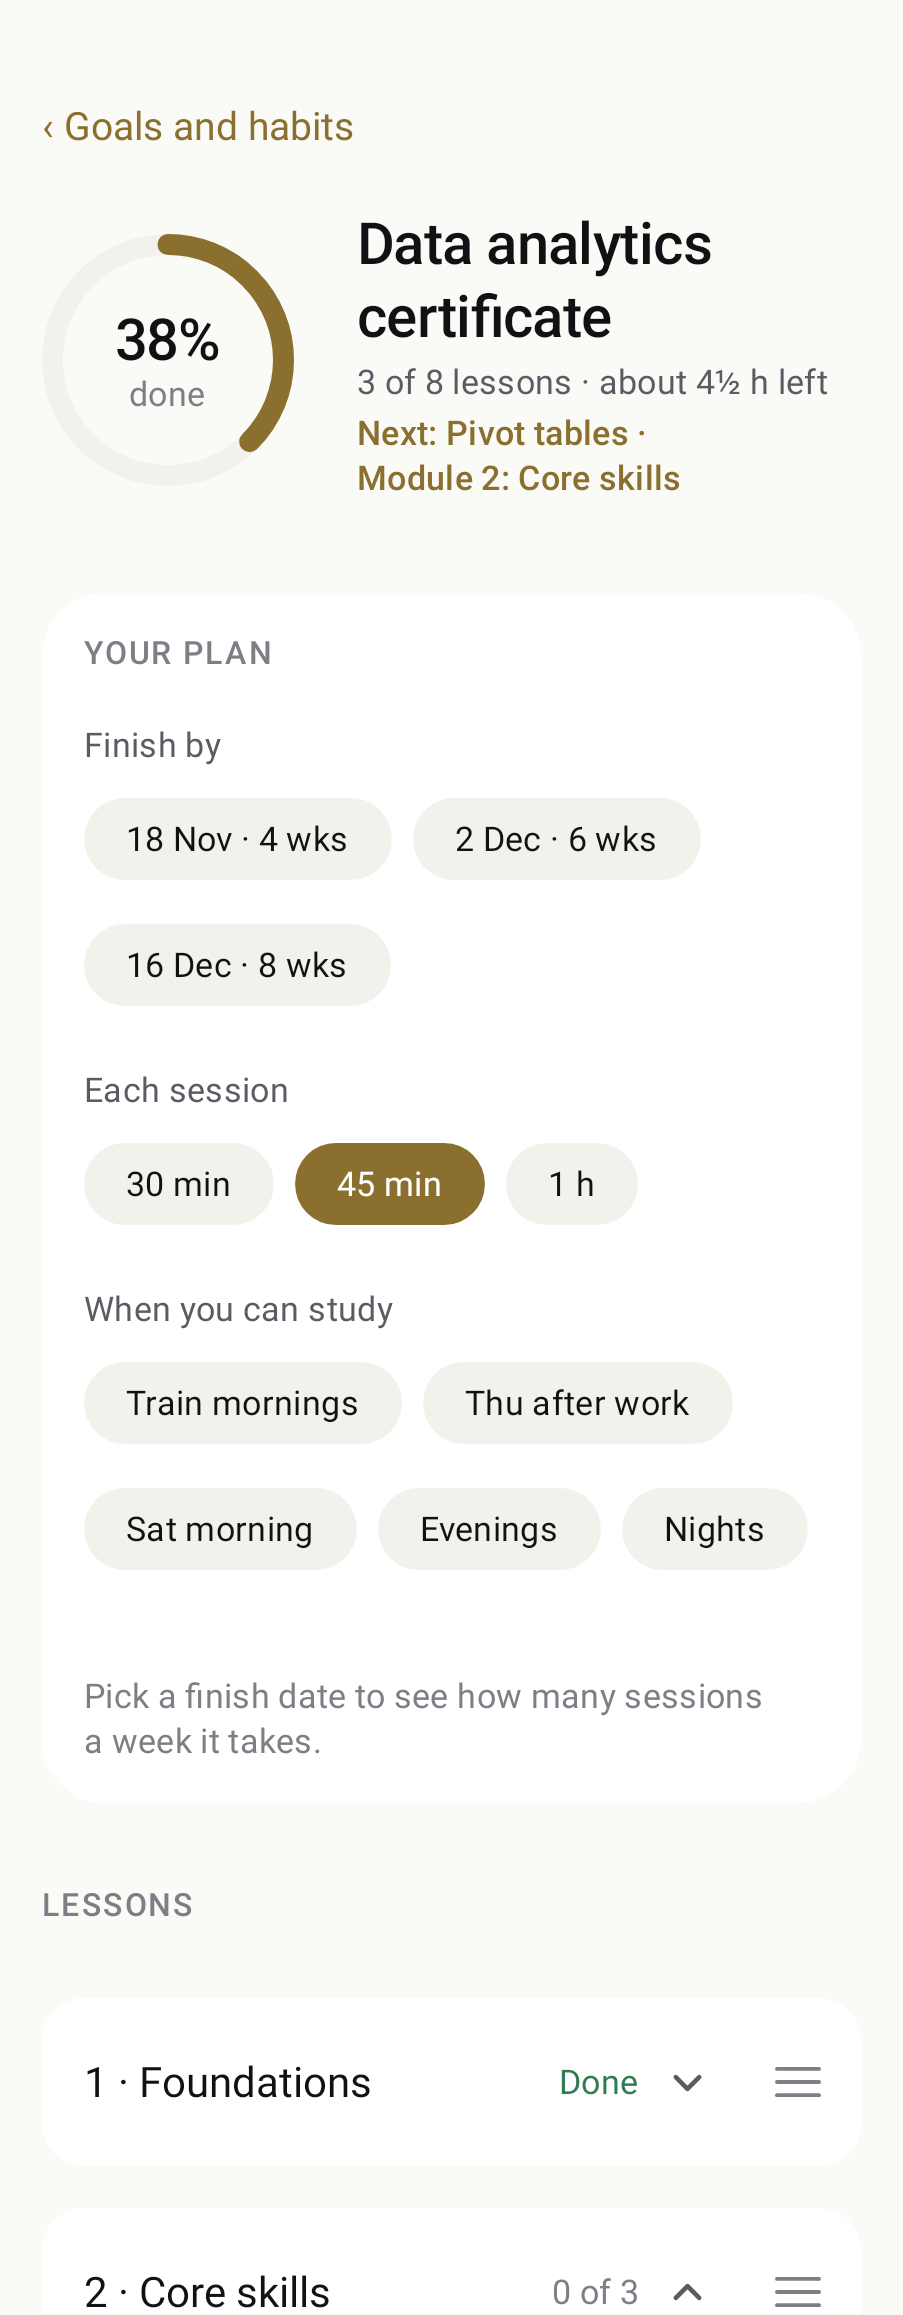 ‹ Goals and habits
38%
done
Data analytics
certificate
3 of 8 lessons · about 4½ h left
Next: Pivot tables ·
Module 2: Core skills
YOUR PLAN
Finish by
18 Nov · 4 wks
2 Dec · 6 wks
16 Dec · 8 wks
Each session
30 min
45 min
1 h
When you can study
Train mornings
Thu after work
Sat morning
Evenings
Nights
Pick a finish date to see how many sessions
a week it takes.
LESSONS
1 · Foundations
Done
2 · Core skills
0 of 3